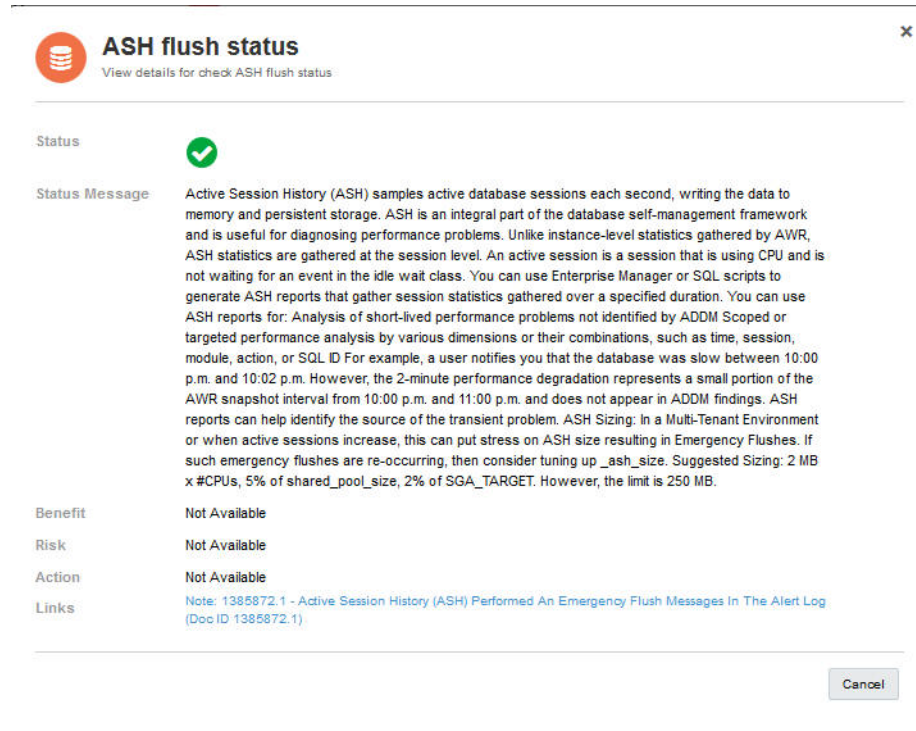 ASH flush status
View details for check ASH flush status
Status
Status Message
Active Session History (ASH) samples active database sessions each second, writing the data to
memory and persistent storage. ASH is an integral part of the database self-management framework
and is useful for diagnosing performance problems. Unlike instance-level statistics gathered by AWR,
ASH statistics are gathered at the session level. An active session is a session that is using CPU and is
not waiting for an event in the idle wait class. You can use Enterprise Manager or SQL scripts to
generate ASH reports that gather session statistics gathered over a specified duration. You can use
ASH reports for: Analysis of short-lived performance problems not identified by ADDM Scoped or
targeted performance analysis by various dimensions or their combinations, such as time, session,
module, action, or SQL ID For example, a user notifies you that the database was slow between 10:00
p.m. and 10:02 p.m. However, the 2-minute performance degradation represents a small portion of the
AWR snapshot interval from 10:00 p.m. and 11:00 p.m. and does not appear in ADDM findings. ASH
reports can help identify the source of the transient problem. ASH Sizing: In a Multi-Tenant Environment
or when active sessions increase, this can put stress on ASH size resulting in Emergency Flushes. If
such emergency flushes are re-occurring, then consider tuning up _ash_size. Suggested Sizing: 2 MB
x #CPUs, 5% of shared_pool_size, 2% of SGA_TARGET. However, the limit is 250 MB.
Benefit Not Available
Risk Not Available
Action Not Available
Links Note: 1385872.1 - Active Session History (ASH) Performed An Emergency Flush Messages In The Alert Log
(Doc ID 1385872.1)
Cancel